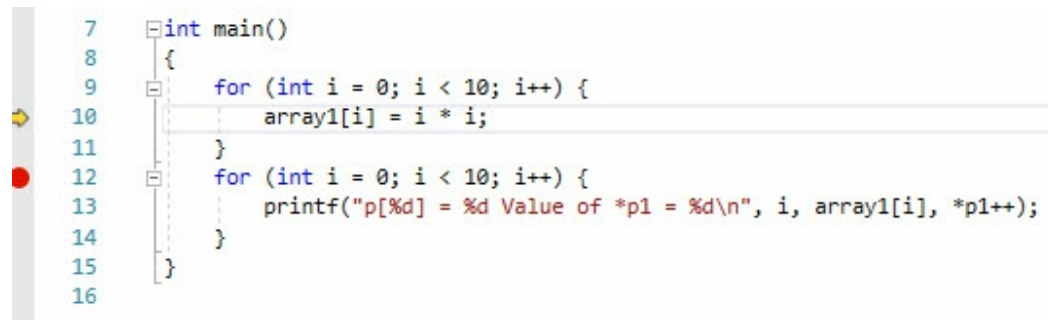 7 int main()
8 {
9 for (int i = 0; i < 10; i++) {
10 array1[i] = i * i;
11 }
12 for (int i = 0; i < 10; i++) {
13 printf("p[%d] = %d Value of *p1 = %d\n", i, array1[i], *p1++);
14 }
15 }
16